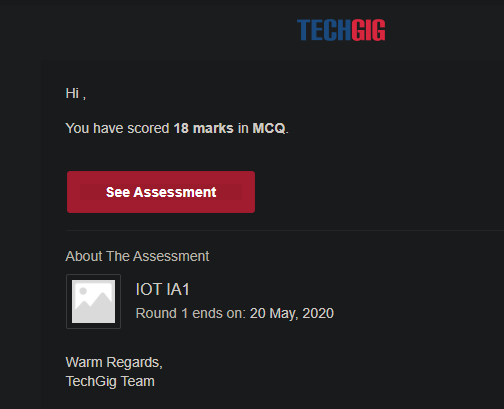 TECHGIG
Hi ,
You have scored 18 marks in MCQ.
See Assessment
About The Assessment
IOT IA1
Round 1 ends on: 20 May, 2020
Warm Regards,
TechGig Team